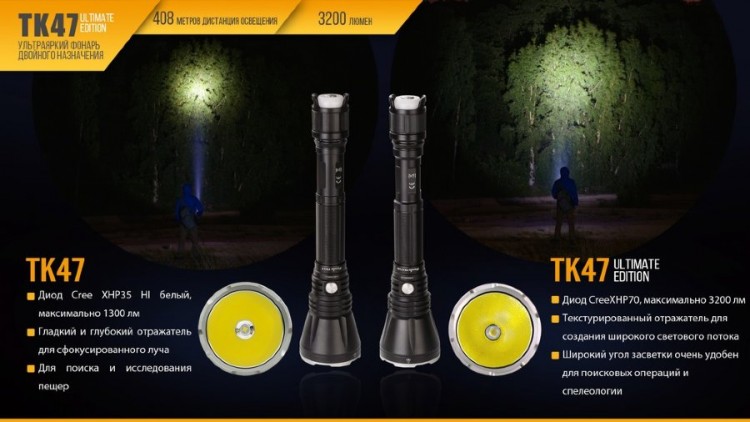 TK47 ULTIMATE EDITION
УЛЬТРАЯРКИЙ ФОНАРЬ
ДВОЙНОГО НАЗНАЧЕНИЯ
408 МЕТРОВ ДИСТАНЦИЯ ОСВЕЩЕНИЯ
3200 ЛЮМЕН
TK47
Диод Cree XHP35 HI белый,
максимально 1300 лм
Гладкий и глубокий отражатель
для сфокусированного луча
Для поиска и исследования
пещер
TK47 ULTIMATE EDITION
Диод CreeXHP70, максимально 3200 лм
Текстурированный отражатель для
создания широкого светового потока
Широкий угол засветки очень удобен
для поисковых операций и
спелеологии